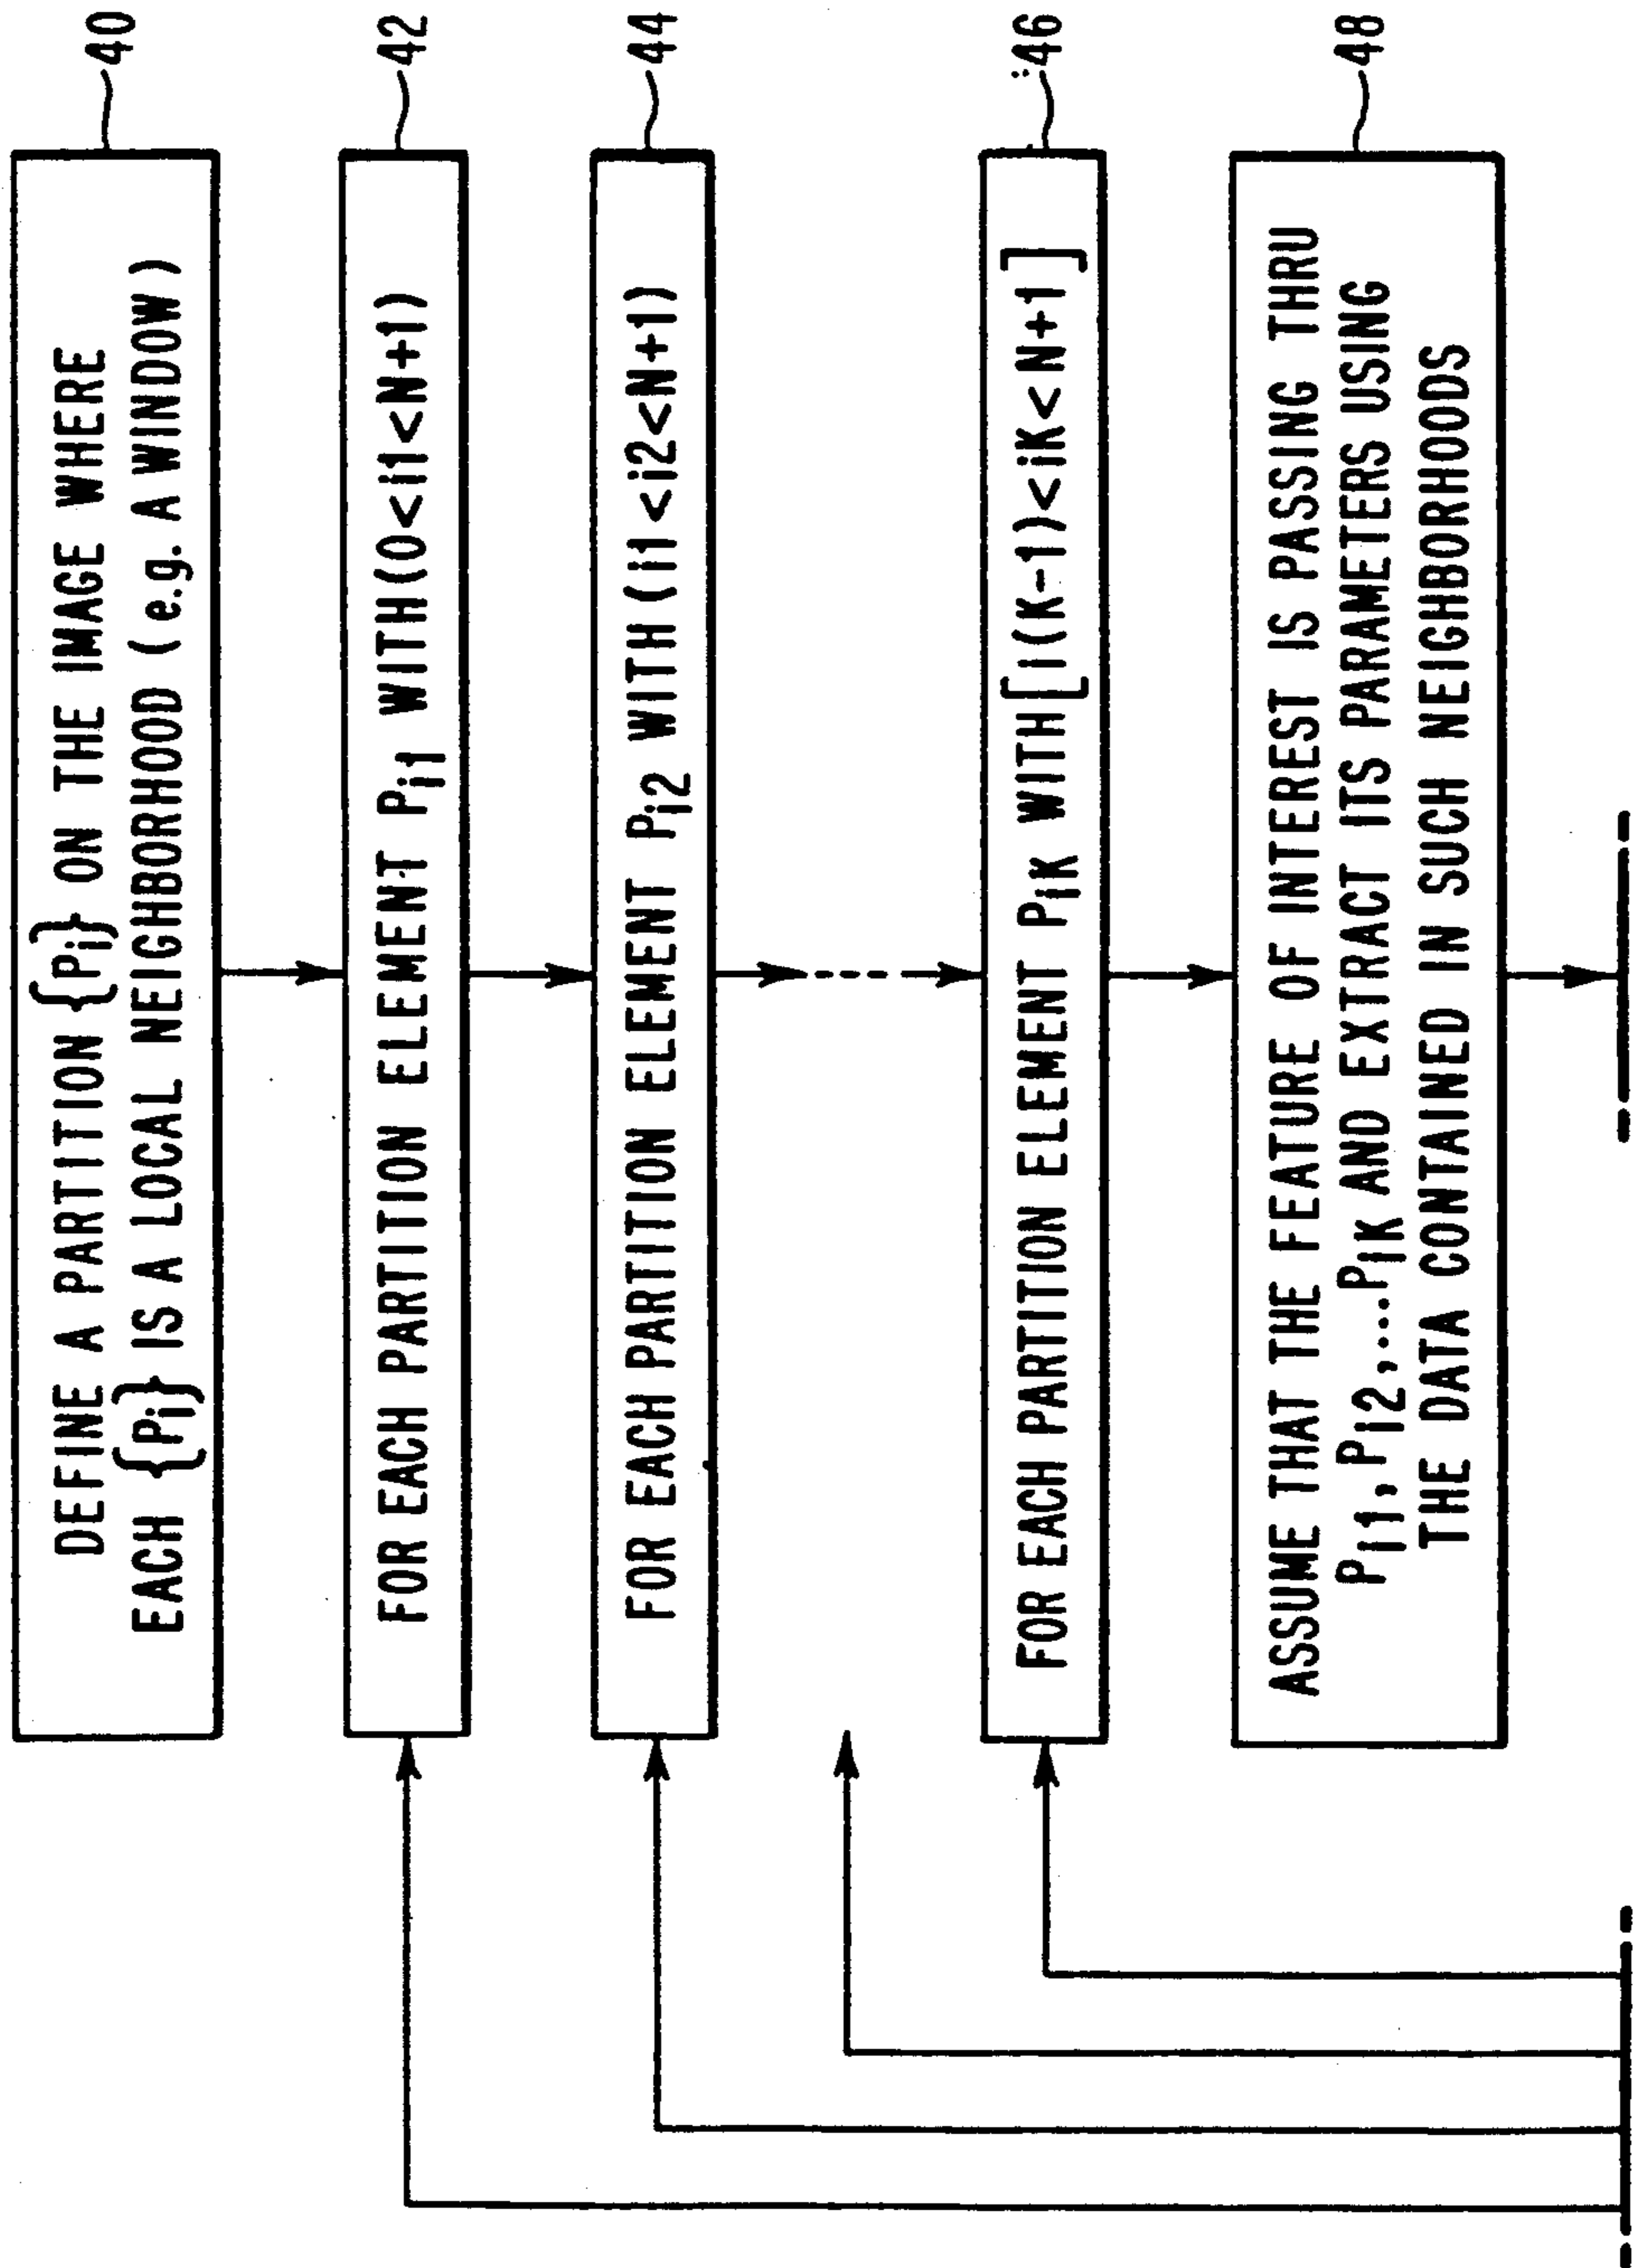 DEFINE A PARTITION {Pi} ON THE IMAGE WHERE
EACH {Pi} IS A LOCAL NEIGHBORHOOD (e.g. A WINDOW)
40
FOR EACH PARTITION ELEMENT Pi1 WITH (0<i1<N+1)
42
FOR EACH PARTITION ELEMENT Pi2 WITH (i1<i2<N+1)
44
FOR EACH PARTITION ELEMENT PiK WITH [i(K-1)<iK<N+1]
46
ASSUME THAT THE FEATURE OF INTEREST IS PASSING THRU
Pi1, Pi2,...PiK AND EXTRACT ITS PARAMETERS USING
THE DATA CONTAINED IN SUCH NEIGHBORHOODS
48